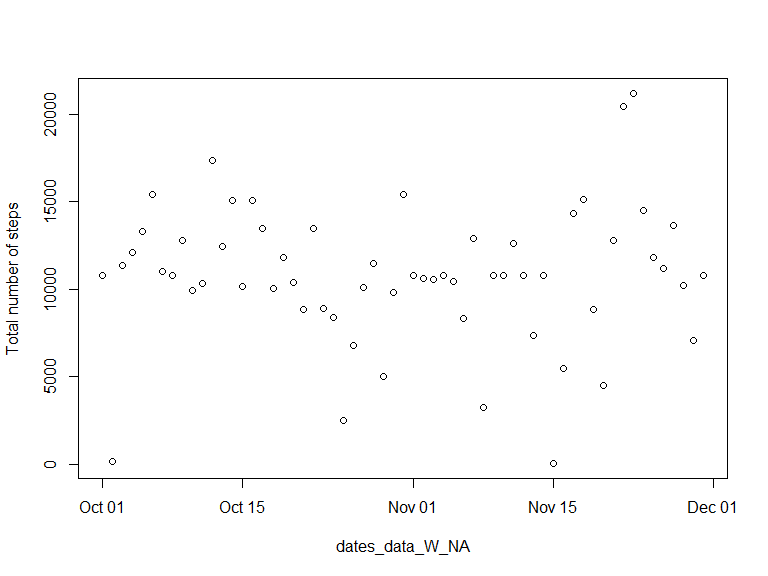 20000
15000
10000
5000
0
Total number of steps
Oct 01 Oct 15 Nov 01 Nov 15 Dec 01
dates_data_W_NA